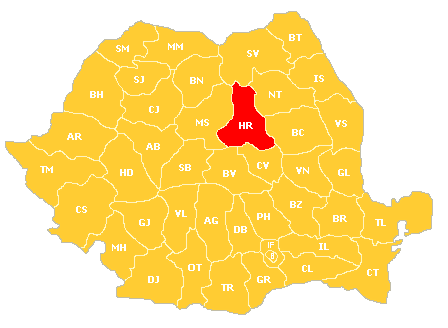 BT
SM
MM
SV
IS
SJ
BN
NT
BH
CJ
MS
HR
VS
BC
AR
AB
SB
CV
VN
GL
TM
HD
BV
CS
VL
AG
PH
BZ
BR
TL
GJ
DB
MH
IF
IL
OT
CL
CT
DJ
TR
GR